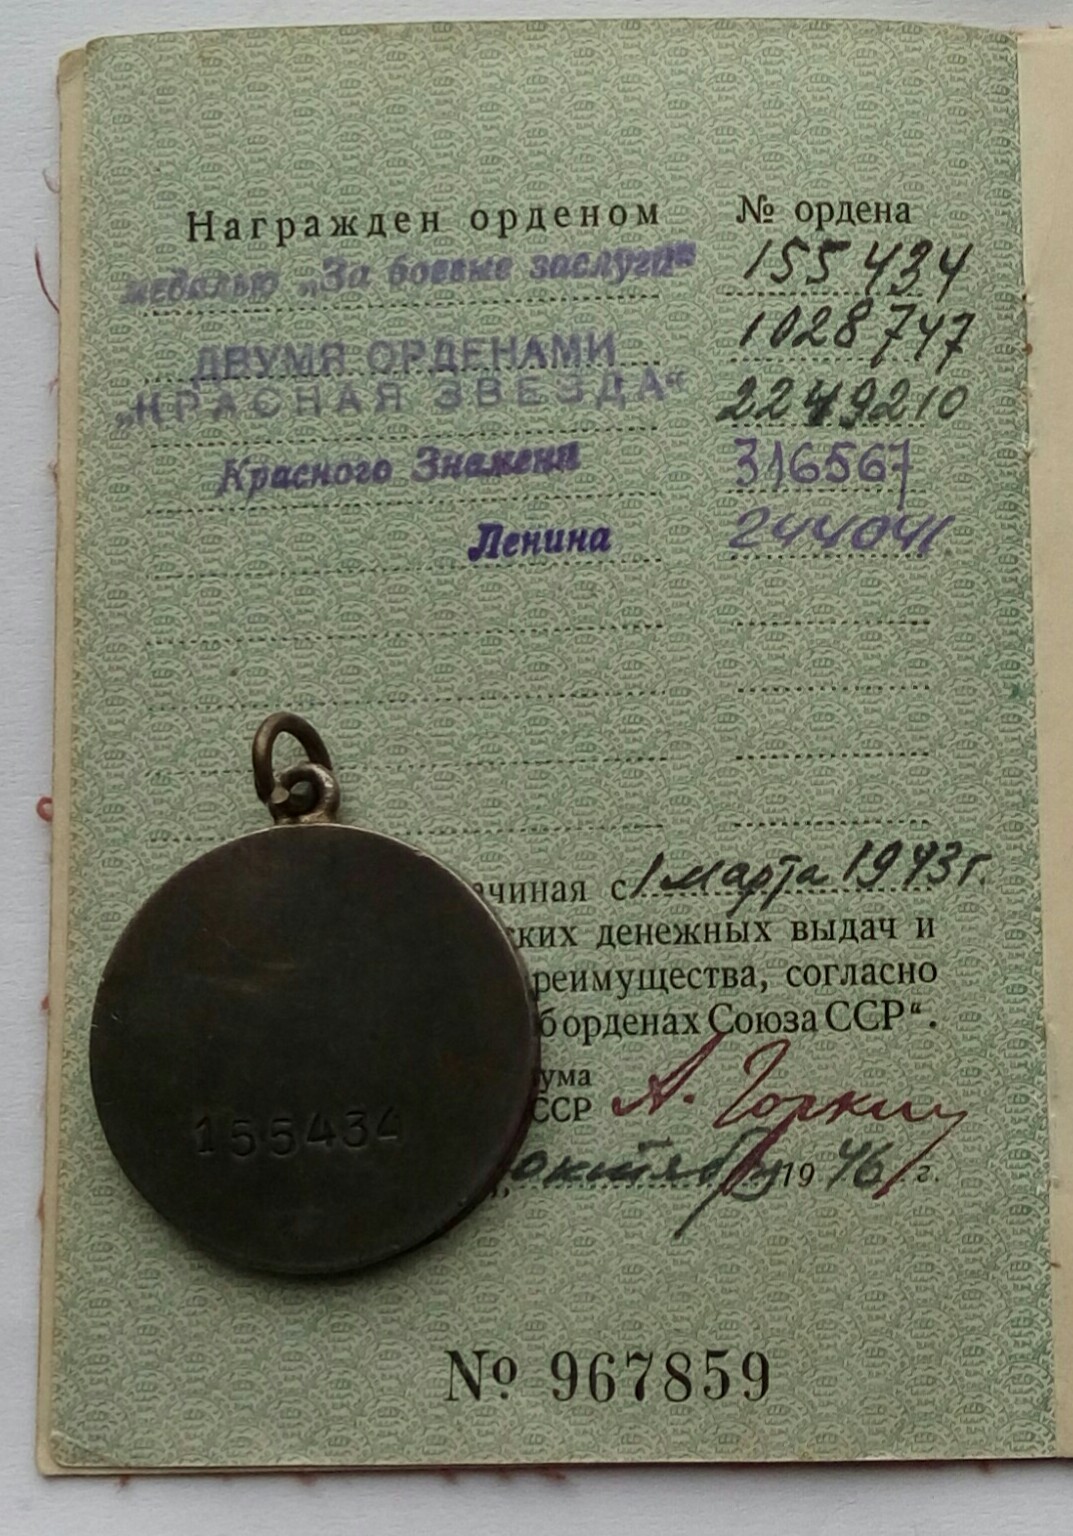 Награжден орденом № ордена
медалью „За боевые заслуги“ 155434
ДВУМЯ ОРДЕНАМИ 1028747
„КРАСНАЯ ЗВЕЗДА“ 2249210
Красного Знамени 316567
Ленина 244041
ачиная с 1 марта 1943 г.
ских денежных выдач и
реимущества, согласно
б орденах Союза ССР“.
ума
ССР А. Горкин
октября 1946 г.
155434
№ 967859